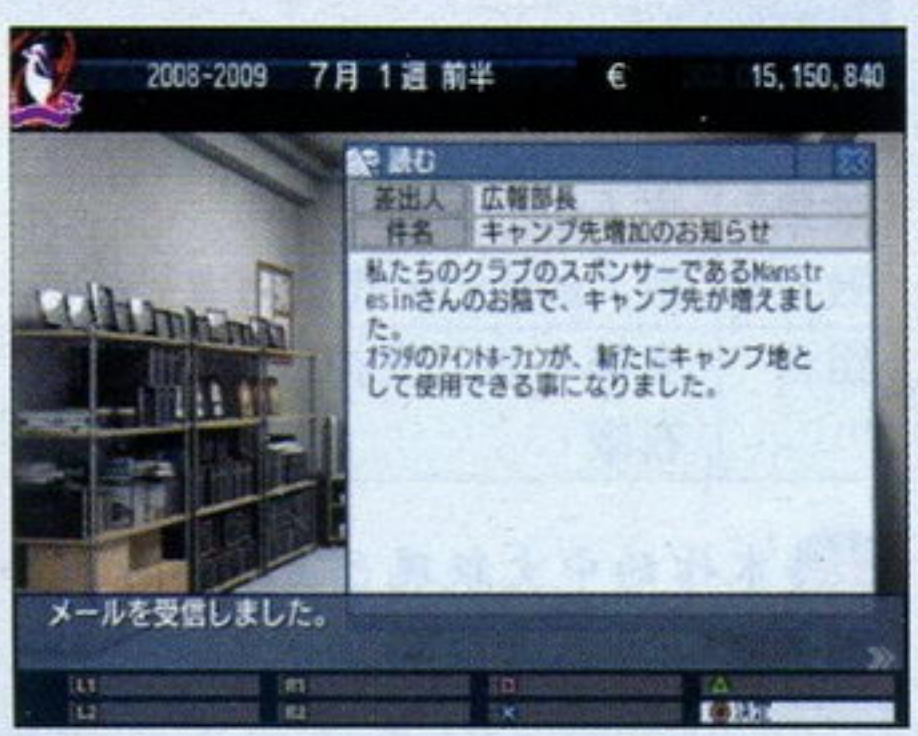 2008-2009 7月 1週 前半 € 15,150,840
読む
差出人 広報部長
件名 キャンプ先増加のお知らせ
私たちのクラブのスポンサーであるManstr
esinさんのお陰で、キャンプ先が増えまし
た。
ｵﾗﾝﾀﾞのｱｲﾝﾄﾎｰﾌｪﾝが、新たにキャンプ地と
して使用できる事になりました。
メールを受信しました。
L1 R1
L2 R2